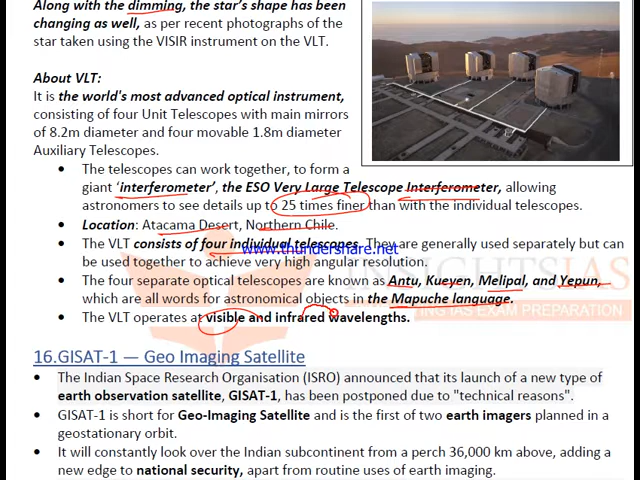 Along with the dimming, the star's shape has been
changing as well, as per recent photographs of the
star taken using the VISIR instrument on the VLT.
About VLT:
It is the world's most advanced optical instrument,
consisting of four Unit Telescopes with main mirrors
of 8.2m diameter and four movable 1.8m diameter
Auxiliary Telescopes.
• The telescopes can work together, to form a
giant 'interferometer', the ESO Very Large Telescope Interferometer, allowing
astronomers to see details up to 25 times finer than with the individual telescopes.
• Location: Atacama Desert, Northern Chile.
• The VLT consists of four individual telescopes. They are generally used separately but can
www.thundershare.net
be used together to achieve very high angular resolution.
• The four separate optical telescopes are known as Antu, Kueyen, Melipal, and Yepun,
INSIGHTSIAS
which are all words for astronomical objects in the Mapuche language.
• The VLT operates at visible and infrared wavelengths.
TING IAS EXAM PREPARATION
16.GISAT-1 — Geo Imaging Satellite
• The Indian Space Research Organisation (ISRO) announced that its launch of a new type of
earth observation satellite, GISAT-1, has been postponed due to "technical reasons".
• GISAT-1 is short for Geo-Imaging Satellite and is the first of two earth imagers planned in a
geostationary orbit.
• It will constantly look over the Indian subcontinent from a perch 36,000 km above, adding a
new edge to national security, apart from routine uses of earth imaging.